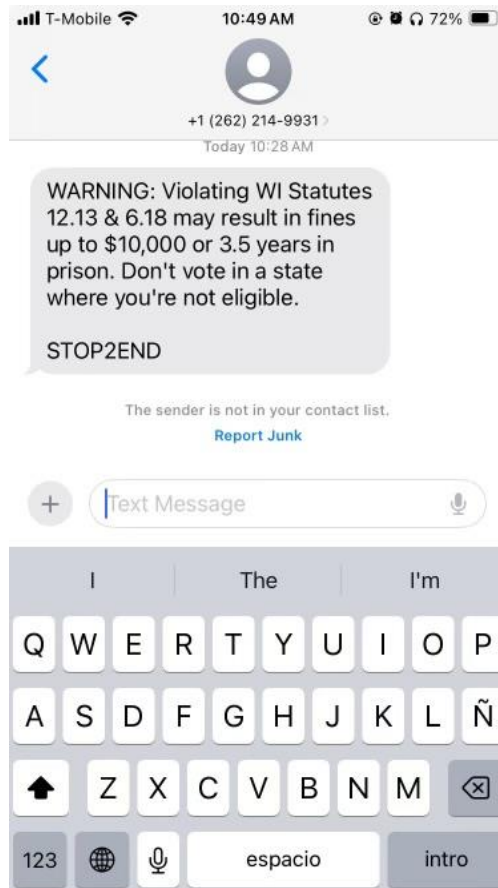 T-Mobile
10:49 AM
72%
+1 (262) 214-9931
Today 10:28 AM
WARNING: Violating WI Statutes
12.13 & 6.18 may result in fines
up to $10,000 or 3.5 years in
prison. Don't vote in a state
where you're not eligible.
STOP2END
The sender is not in your contact list.
Report Junk
Text Message
I The I'm
Q W E R T Y U I O P
A S D F G H J K L Ñ
Z X C V B N M
123 espacio intro